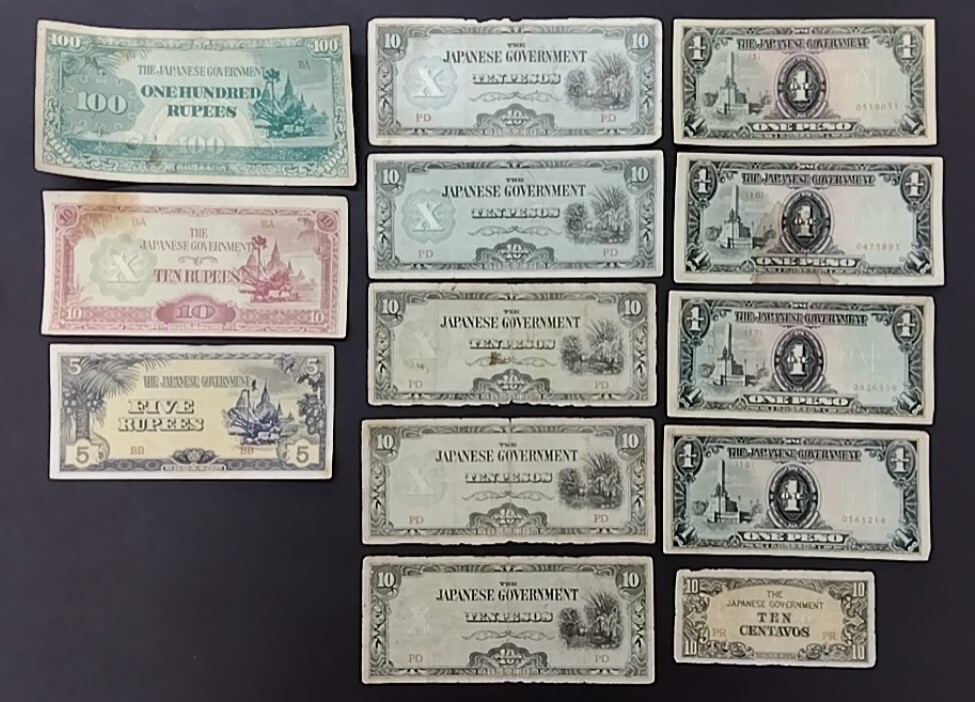 100 100
BA
THE JAPANESE GOVERNMENT
100 ONE HUNDRED
RUPEES
100
10 10
BA BA
THE
JAPANESE GOVERNMENT
X TEN RUPEES
10 10 10
5 5
THE JAPANESE GOVERNMENT
FIVE
RUPEES
BB BB
5 5
10 THE 10
JAPANESE GOVERNMENT
X TEN PESOS
PD PD
10
10 THE 10
JAPANESE GOVERNMENT
X TEN PESOS
PD PD
10
10 THE 10
JAPANESE GOVERNMENT
X TEN PESOS
PD PD
10
10 THE 10
JAPANESE GOVERNMENT
X TEN PESOS
PD PD
10
10 THE 10
JAPANESE GOVERNMENT
TEN PESOS
PD PD
10
1 THE JAPANESE GOVERNMENT 1
1
0519051
ONE PESO
1 THE JAPANESE GOVERNMENT 1
1
0475895
ONE PESO
1 THE JAPANESE GOVERNMENT 1
1
ONE PESO
1 THE JAPANESE GOVERNMENT 1
1
0565214
ONE PESO
10 10
THE
JAPANESE GOVERNMENT
TEN
PR CENTAVOS PR
10 10